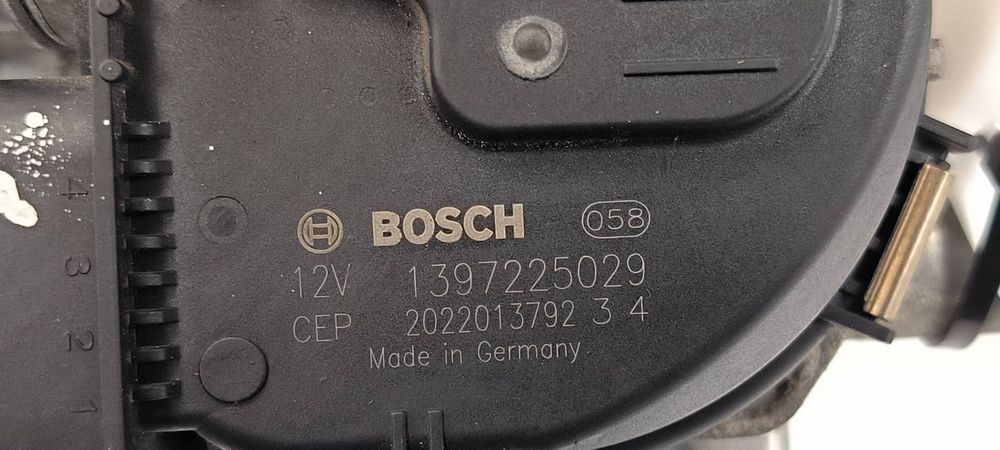 BOSCH 058
12V 1397225029
CEP 2022013792 3 4
Made in Germany
4
3
2
1